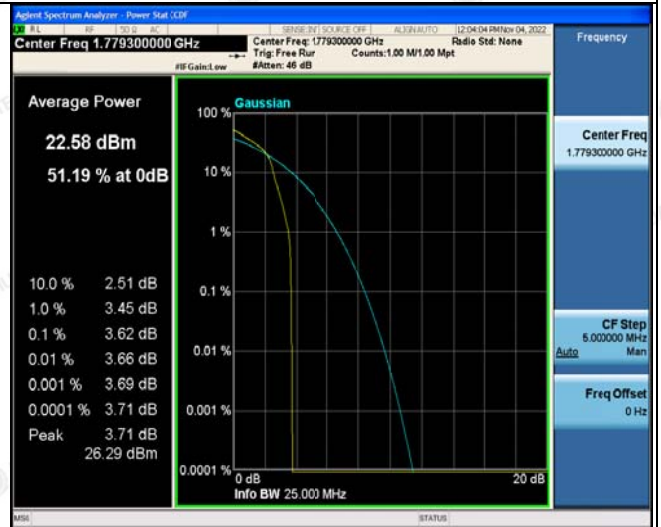 Agilent Spectrum Analyzer - Power Stat CCDF
RL RF 50 Ω AC SENSE:INT SOURCE OFF ALIGN AUTO 12:04:04 PM Nov 04, 2022
Center Freq 1.779300000 GHz
Center Freq: 1.779300000 GHz Radio Std: None
Trig: Free Run Counts:1.00 M/1.00 Mpt
#IFGain:Low #Atten: 46 dB
Frequency
Average Power
22.58 dBm
51.19 % at 0dB
10.0 % 2.51 dB
1.0 % 3.45 dB
0.1 % 3.62 dB
0.01 % 3.66 dB
0.001 % 3.69 dB
0.0001 % 3.71 dB
Peak 3.71 dB
26.29 dBm
Gaussian
100 %
10 %
1 %
0.1 %
0.01 %
0.001 %
0.0001 %
0 dB 20 dB
Info BW 25.000 MHz
Center Freq
1.779300000 GHz
CF Step
5.000000 MHz
Auto Man
Freq Offset
0 Hz
MSG STATUS